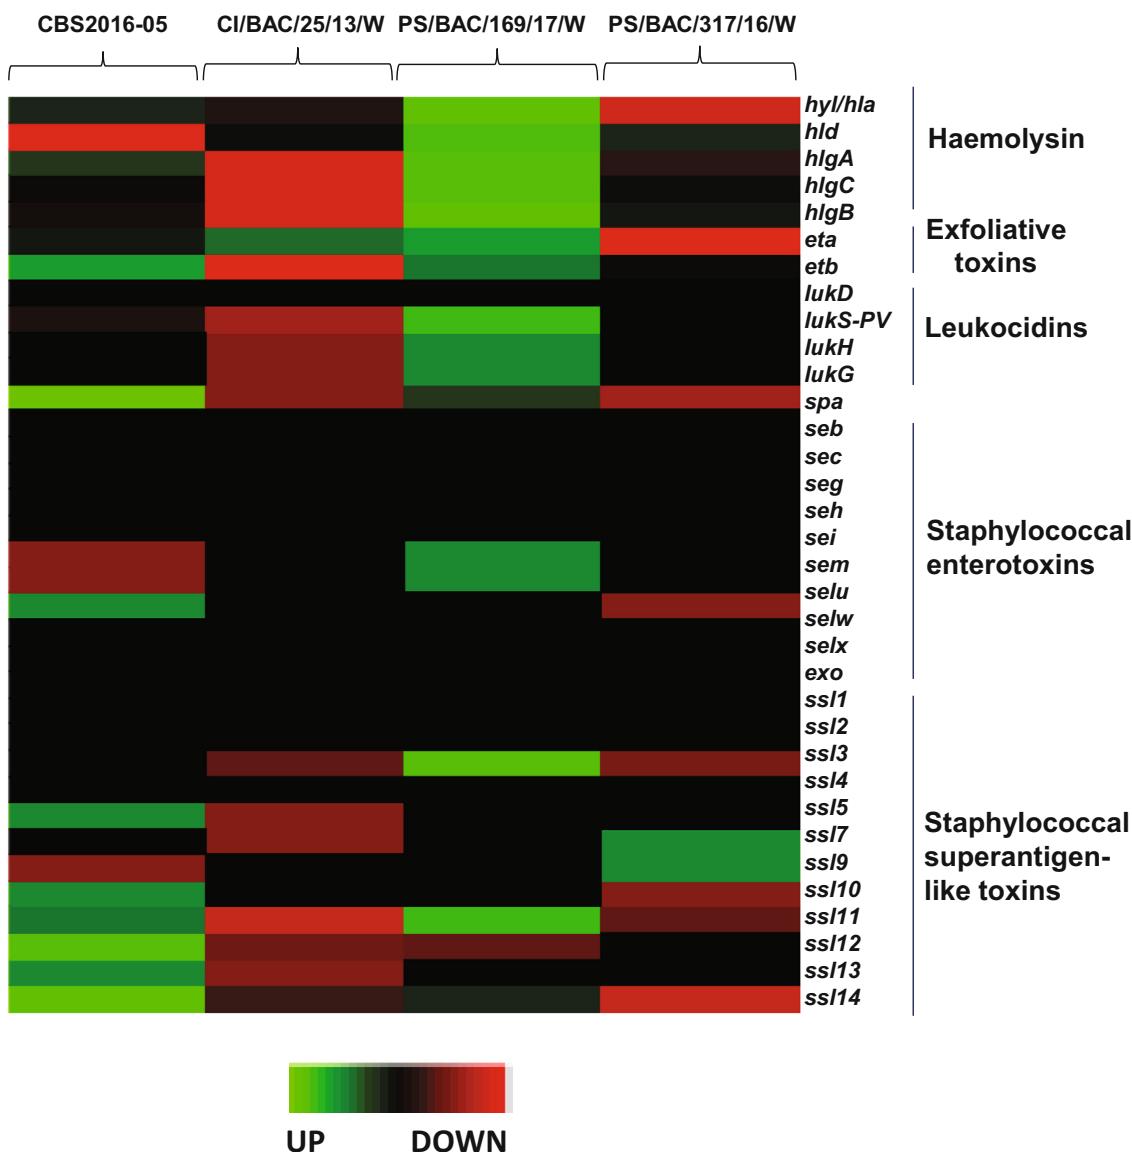 CBS2016-05
CI/BAC/25/13/W
PS/BAC/169/17/W
PS/BAC/317/16/W
hyl/hla
hld
hlgA
hlgC
hlgB
eta
etb
lukD
lukS-PV
lukH
lukG
spa
seb
sec
seg
seh
sei
sem
selu
selw
selx
exo
ssl1
ssl2
ssl3
ssl4
ssl5
ssl7
ssl9
ssl10
ssl11
ssl12
ssl13
ssl14
Haemolysin
Exfoliative
toxins
Leukocidins
Staphylococcal
enterotoxins
Staphylococcal
superantigen-
like toxins
UP
DOWN